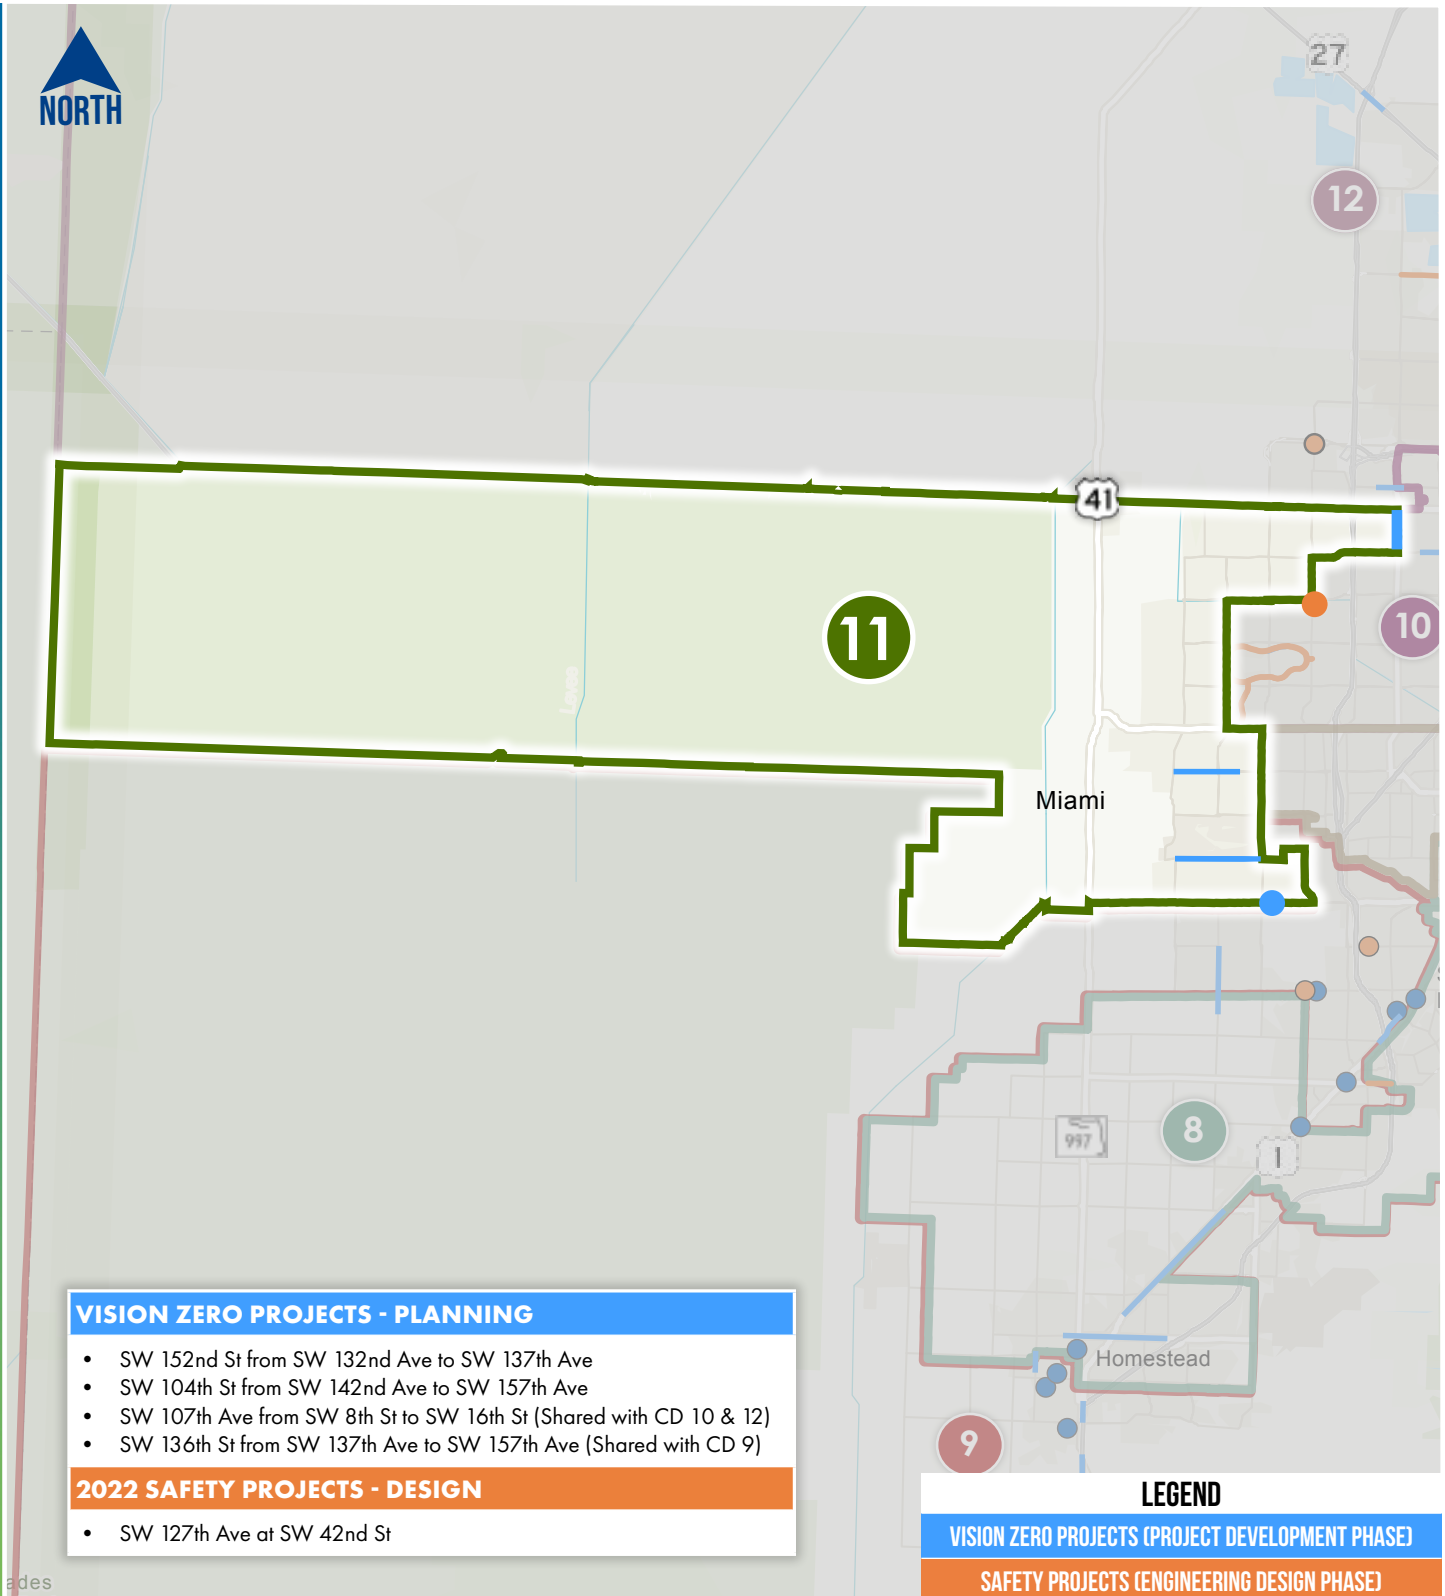 NORTH
27
12
41
11
10
Levee
Miami
997
8
1
Homestead
9
VISION ZERO PROJECTS - PLANNING
• SW 152nd St from SW 132nd Ave to SW 137th Ave
• SW 104th St from SW 142nd Ave to SW 157th Ave
• SW 107th Ave from SW 8th St to SW 16th St (Shared with CD 10 & 12)
• SW 136th St from SW 137th Ave to SW 157th Ave (Shared with CD 9)
2022 SAFETY PROJECTS - DESIGN
• SW 127th Ave at SW 42nd St
LEGEND
VISION ZERO PROJECTS (PROJECT DEVELOPMENT PHASE)
SAFETY PROJECTS (ENGINEERING DESIGN PHASE)
ades